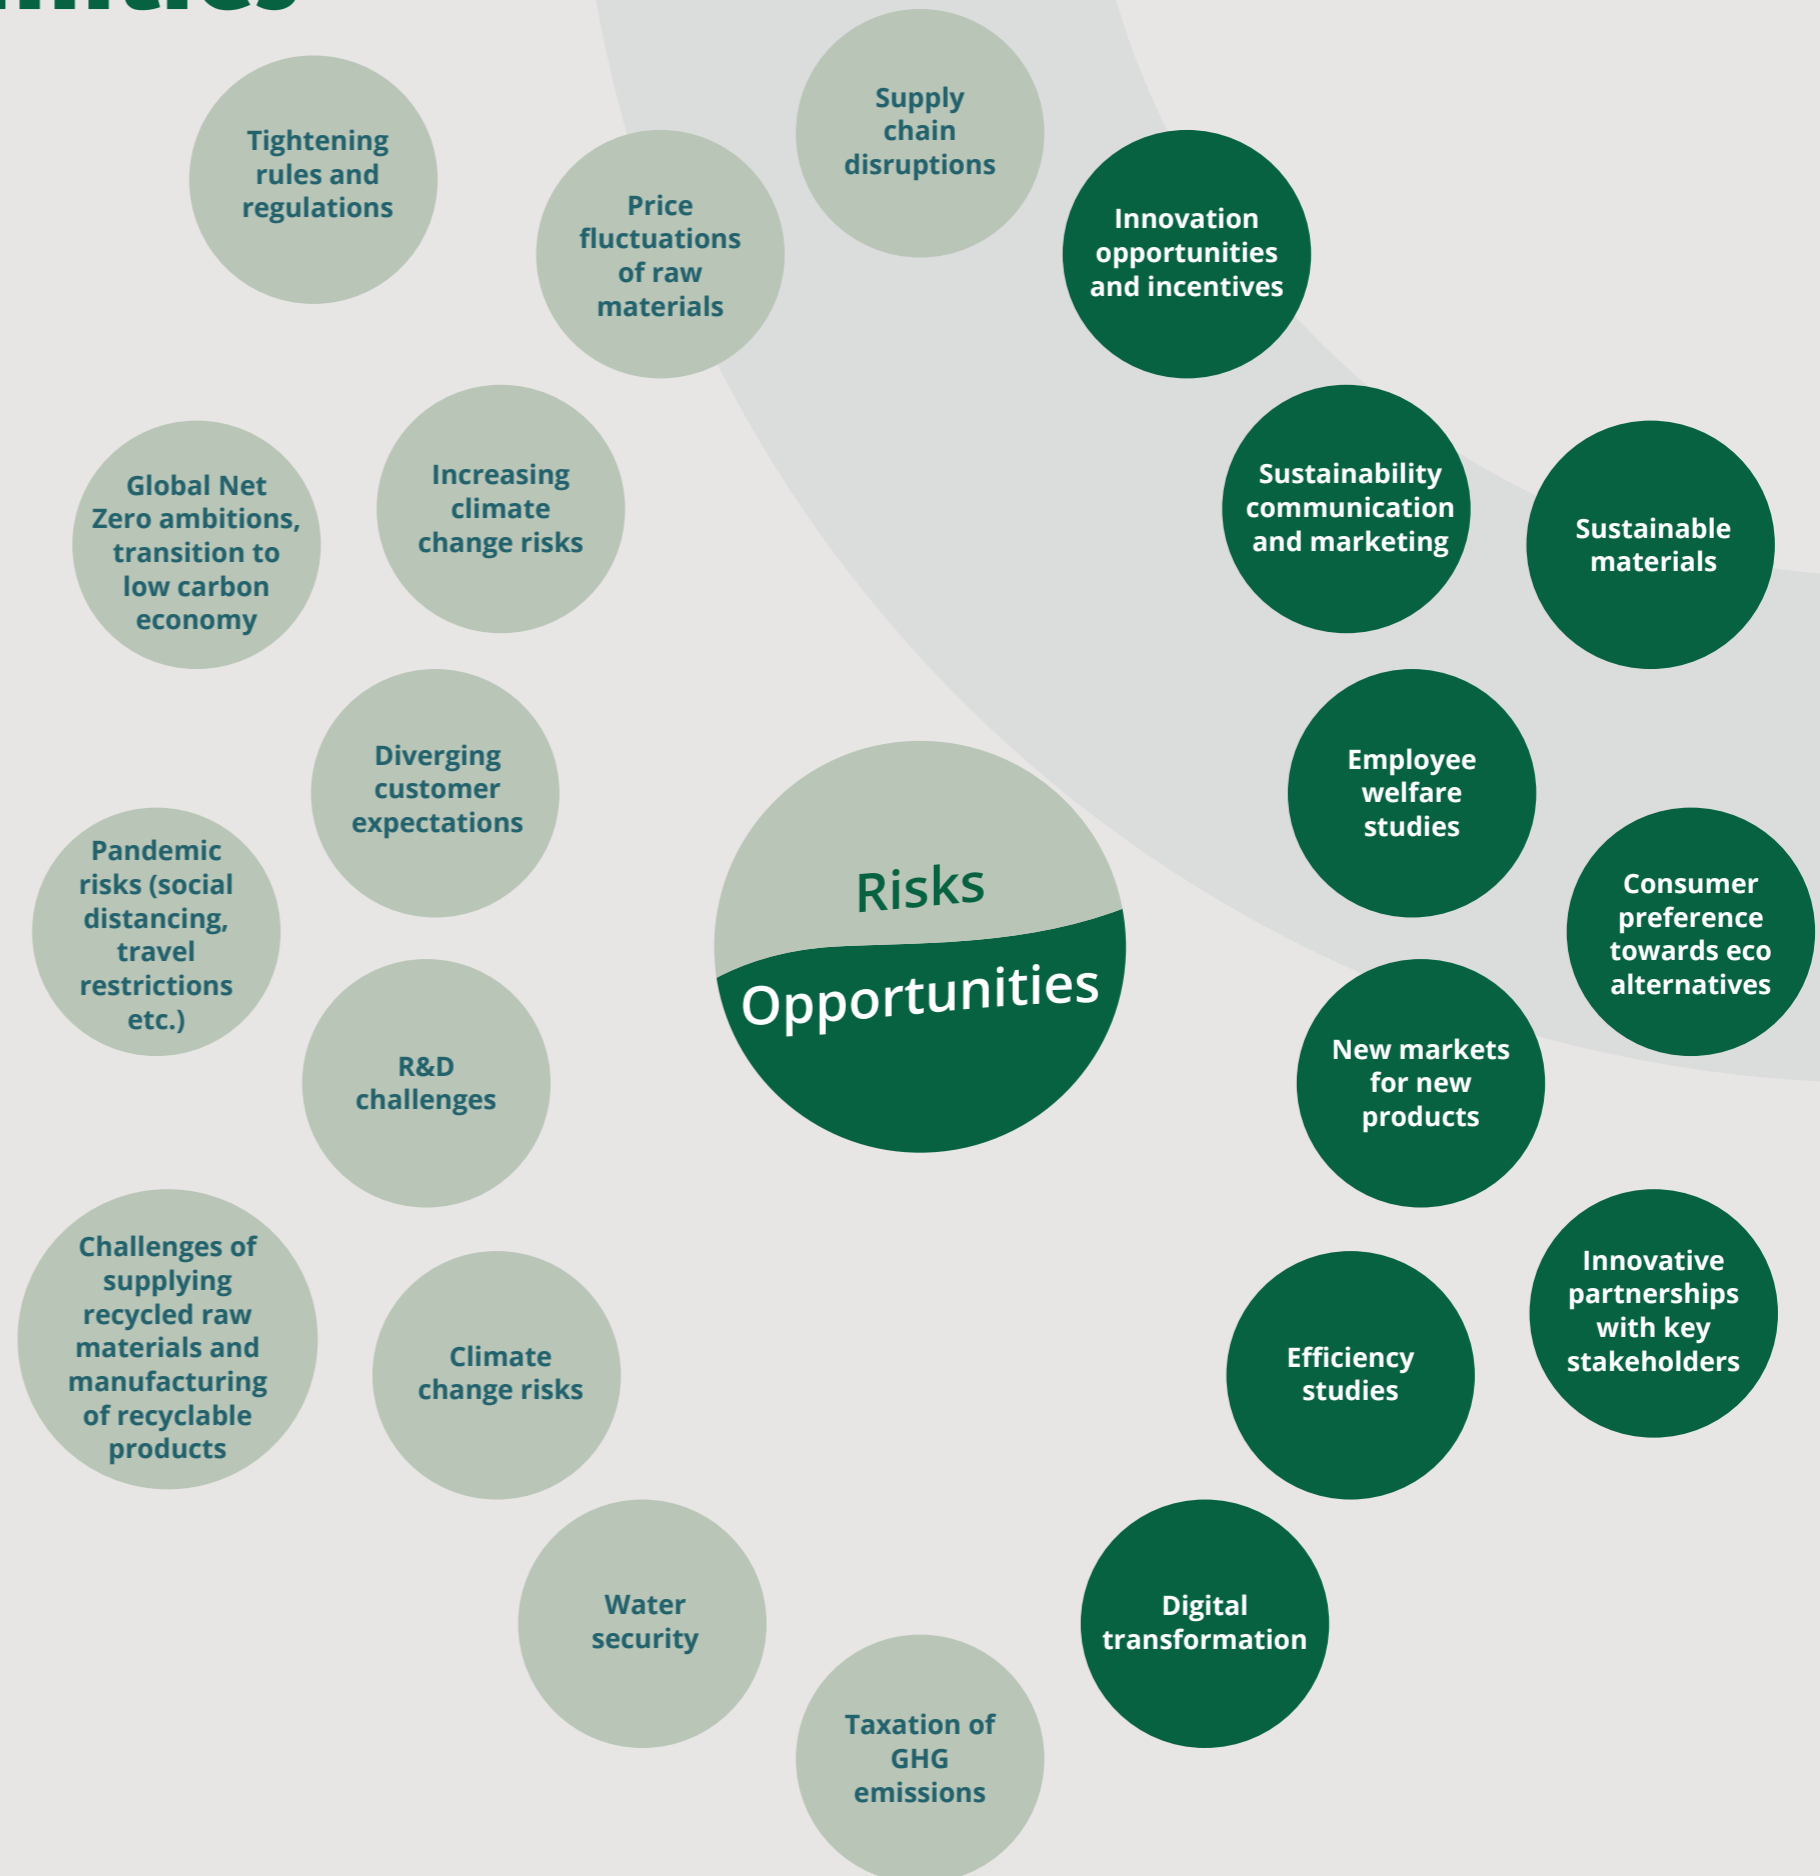 Tightening
rules and
regulations
Price
fluctuations
of raw
materials
Supply
chain
disruptions
Innovation
opportunities
and incentives
Global Net
Zero ambitions,
transition to
low carbon
economy
Increasing
climate
change risks
Sustainability
communication
and marketing
Sustainable
materials
Diverging
customer
expectations
Employee
welfare
studies
Pandemic
risks (social
distancing,
travel
restrictions
etc.)
Risks
Opportunities
Consumer
preference
towards eco
alternatives
R&D
challenges
New markets
for new
products
Challenges of
supplying
recycled raw
materials and
manufacturing
of recyclable
products
Climate
change risks
Efficiency
studies
Innovative
partnerships
with key
stakeholders
Water
security
Digital
transformation
Taxation of
GHG
emissions